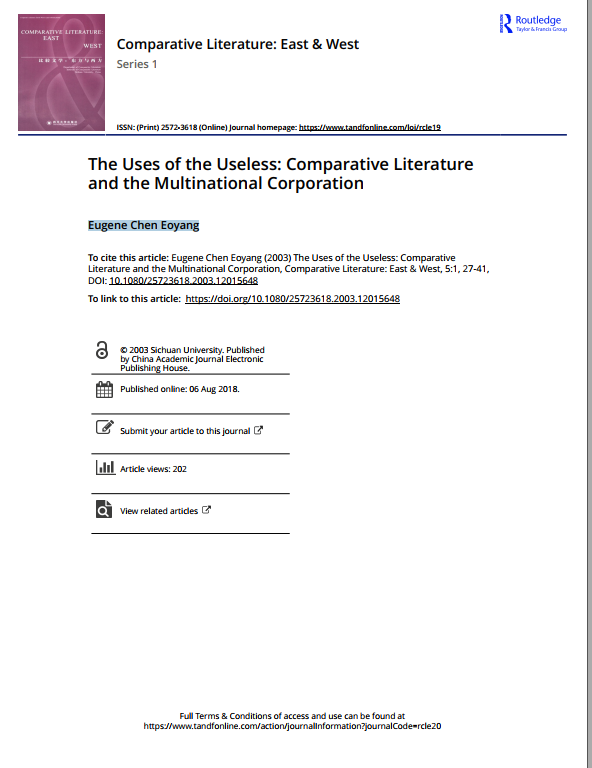 COMPARATIVE LITERATURE:
EAST
WEST
比较文学：东方与西方
Routledge
Taylor & Francis Group
Comparative Literature: East & West
Series 1
ISSN: (Print) 2572-3618 (Online) Journal homepage: https://www.tandfonline.com/loi/rcle19
The Uses of the Useless: Comparative Literature
and the Multinational Corporation
Eugene Chen Eoyang
To cite this article: Eugene Chen Eoyang (2003) The Uses of the Useless: Comparative
Literature and the Multinational Corporation, Comparative Literature: East & West, 5:1, 27-41,
DOI: 10.1080/25723618.2003.12015648
To link to this article: https://doi.org/10.1080/25723618.2003.12015648
© 2003 Sichuan University. Published
by China Academic Journal Electronic
Publishing House.
Published online: 06 Aug 2018.
Submit your article to this journal
Article views: 202
View related articles
Full Terms & Conditions of access and use can be found at
https://www.tandfonline.com/action/journalInformation?journalCode=rcle20